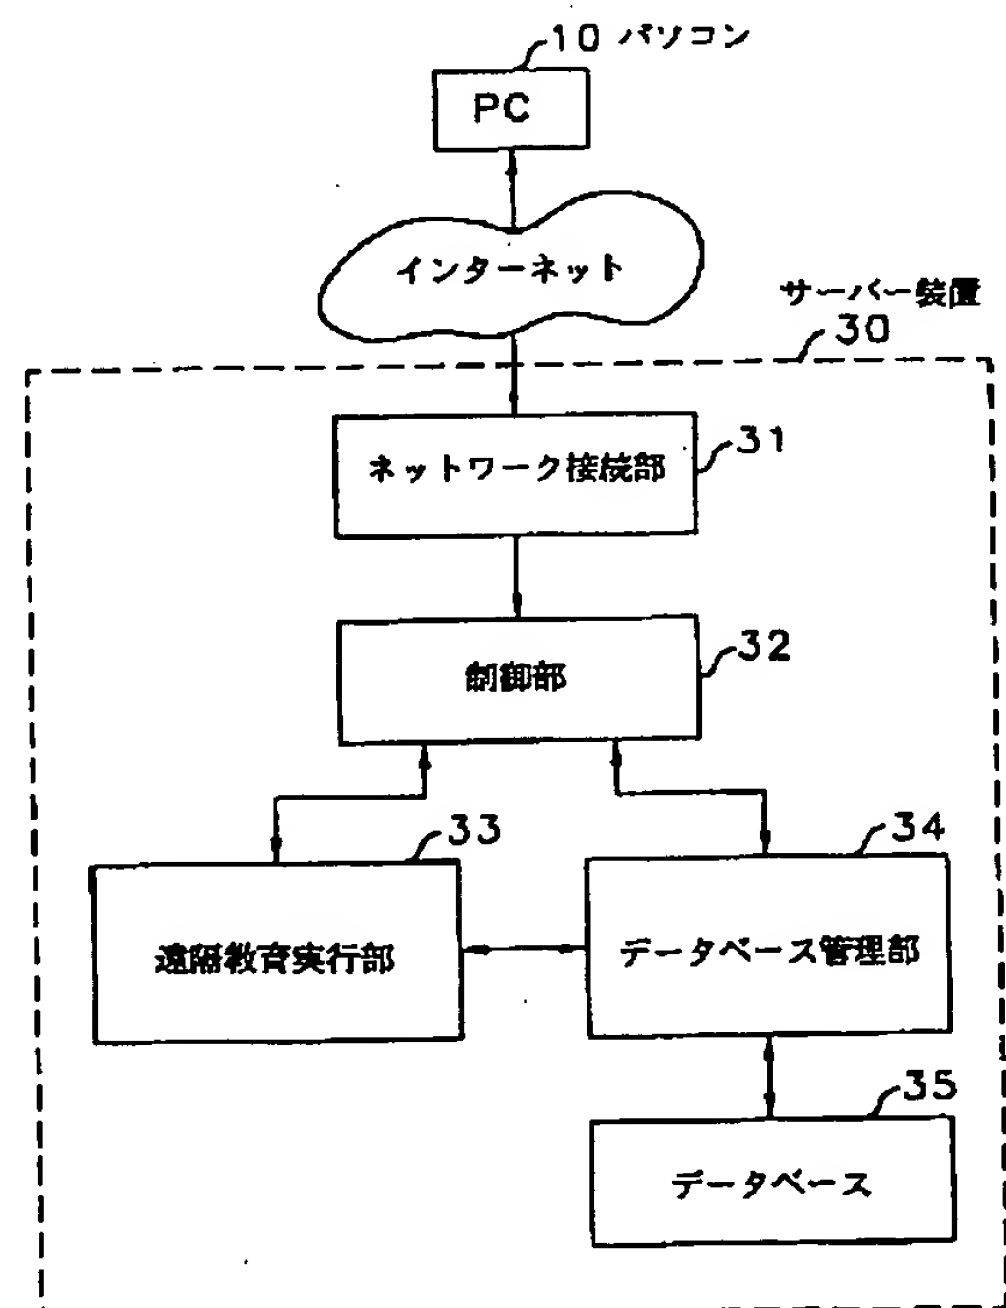 10 パソコン
PC
インターネット
サーバー装置
30
ネットワーク接続部
31
制御部
32
33
34
遠隔教育実行部
データベース管理部
35
データベース